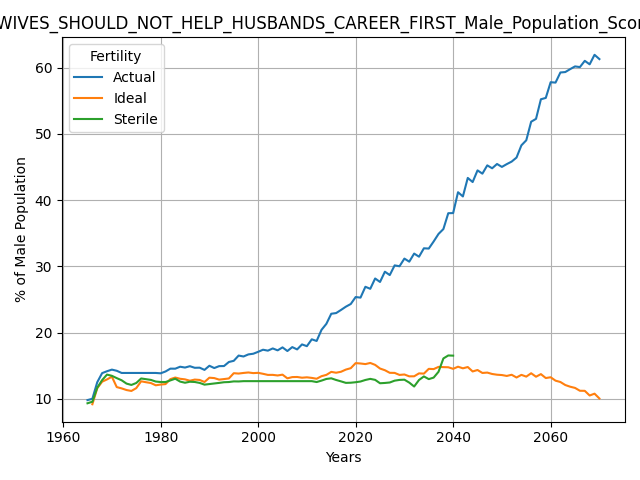 WIVES_SHOULD_NOT_HELP_HUSBANDS_CAREER_FIRST_Male_Population_Scor
Fertility
Actual
Ideal
Sterile
% of Male Population
60
50
40
30
20
10
1960 1980 2000 2020 2040 2060
Years